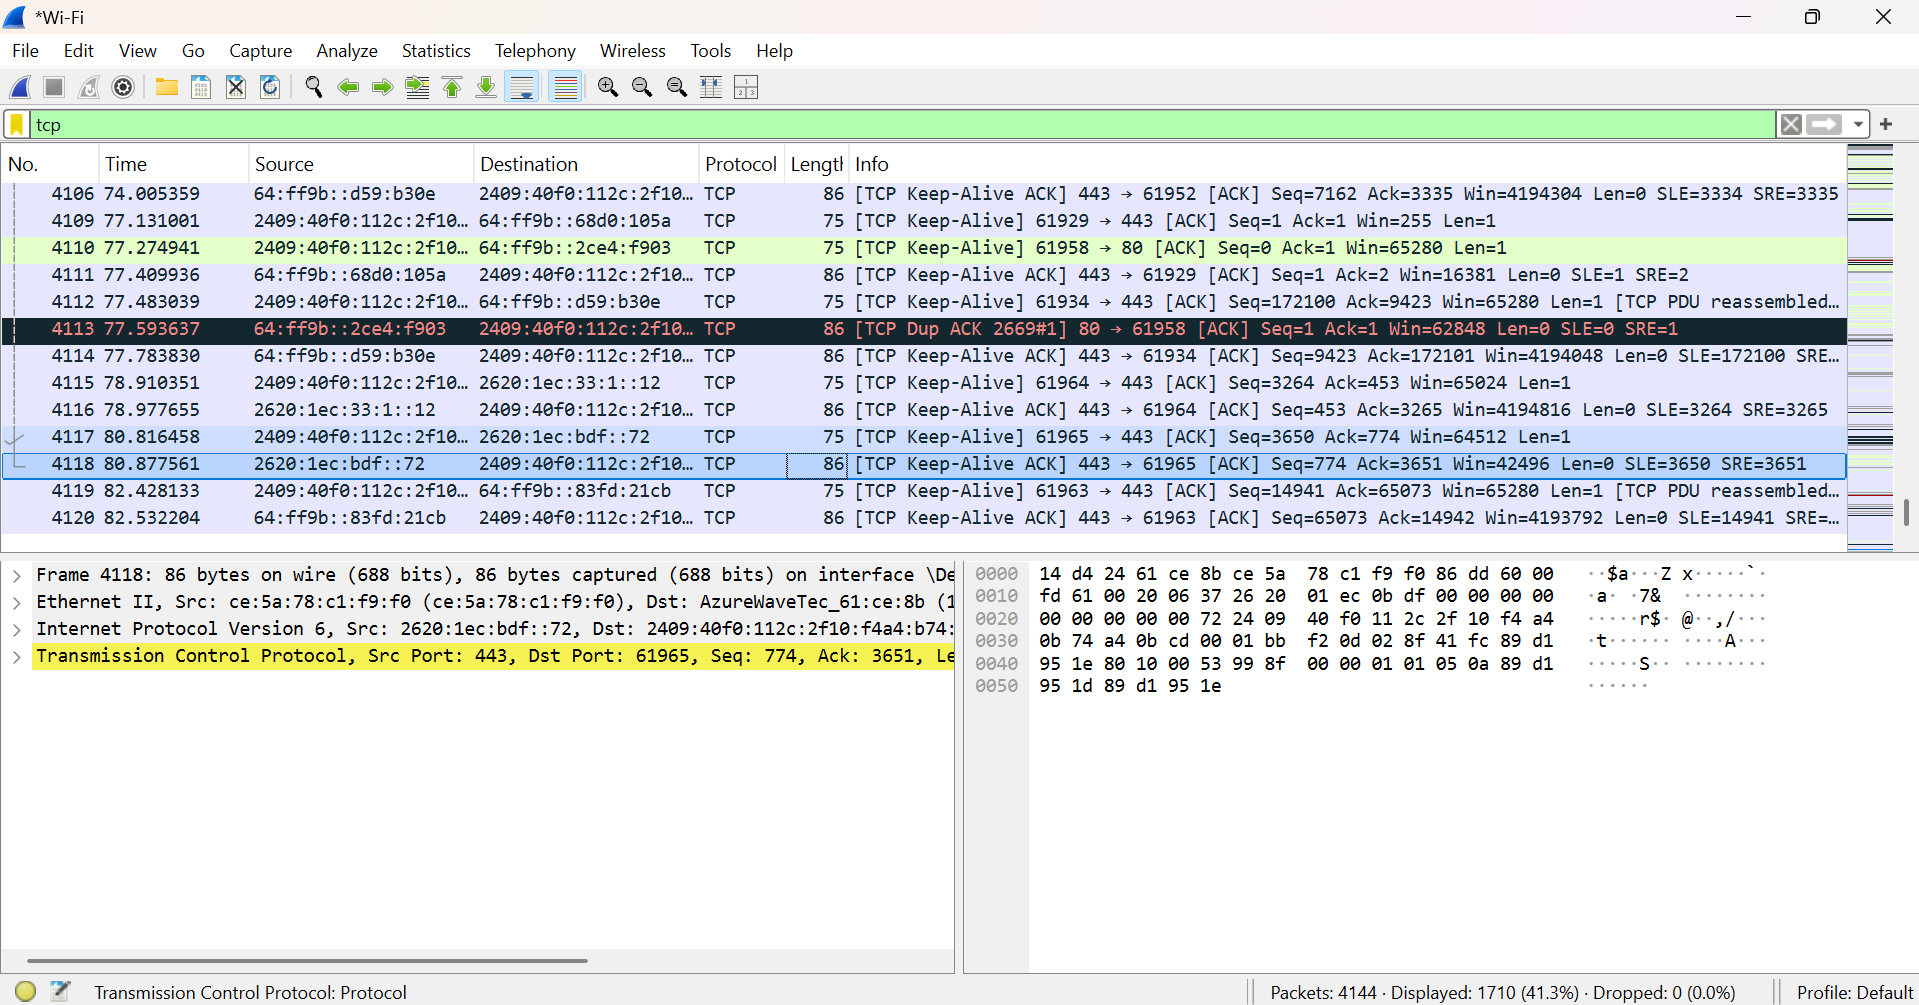 *Wi-Fi
File Edit View Go Capture Analyze Statistics Telephony Wireless Tools Help
tcp
No. Time Source Destination Protocol Length Info
4106 74.005359 64:ff9b::d59:b30e 2409:40f0:112c:2f10… TCP 86 [TCP Keep-Alive ACK] 443 → 61952 [ACK] Seq=7162 Ack=3335 Win=4194304 Len=0 SLE=3334 SRE=3335
4109 77.131001 2409:40f0:112c:2f10… 64:ff9b::68d0:105a TCP 75 [TCP Keep-Alive] 61929 → 443 [ACK] Seq=1 Ack=1 Win=255 Len=1
4110 77.274941 2409:40f0:112c:2f10… 64:ff9b::2ce4:f903 TCP 75 [TCP Keep-Alive] 61958 → 80 [ACK] Seq=0 Ack=1 Win=65280 Len=1
4111 77.409936 64:ff9b::68d0:105a 2409:40f0:112c:2f10… TCP 86 [TCP Keep-Alive ACK] 443 → 61929 [ACK] Seq=1 Ack=2 Win=16381 Len=0 SLE=1 SRE=2
4112 77.483039 2409:40f0:112c:2f10… 64:ff9b::d59:b30e TCP 75 [TCP Keep-Alive] 61934 → 443 [ACK] Seq=172100 Ack=9423 Win=65280 Len=1 [TCP PDU reassembled…
4113 77.593637 64:ff9b::2ce4:f903 2409:40f0:112c:2f10… TCP 86 [TCP Dup ACK 2669#1] 80 → 61958 [ACK] Seq=1 Ack=1 Win=62848 Len=0 SLE=0 SRE=1
4114 77.783830 64:ff9b::d59:b30e 2409:40f0:112c:2f10… TCP 86 [TCP Keep-Alive ACK] 443 → 61934 [ACK] Seq=9423 Ack=172101 Win=4194048 Len=0 SLE=172100 SRE…
4115 78.910351 2409:40f0:112c:2f10… 2620:1ec:33:1::12 TCP 75 [TCP Keep-Alive] 61964 → 443 [ACK] Seq=3264 Ack=453 Win=65024 Len=1
4116 78.977655 2620:1ec:33:1::12 2409:40f0:112c:2f10… TCP 86 [TCP Keep-Alive ACK] 443 → 61964 [ACK] Seq=453 Ack=3265 Win=4194816 Len=0 SLE=3264 SRE=3265
4117 80.816458 2409:40f0:112c:2f10… 2620:1ec:bdf::72 TCP 75 [TCP Keep-Alive] 61965 → 443 [ACK] Seq=3650 Ack=774 Win=64512 Len=1
4118 80.877561 2620:1ec:bdf::72 2409:40f0:112c:2f10… TCP 86 [TCP Keep-Alive ACK] 443 → 61965 [ACK] Seq=774 Ack=3651 Win=42496 Len=0 SLE=3650 SRE=3651
4119 82.428133 2409:40f0:112c:2f10… 64:ff9b::83fd:21cb TCP 75 [TCP Keep-Alive] 61963 → 443 [ACK] Seq=14941 Ack=65073 Win=65280 Len=1 [TCP PDU reassembled…
4120 82.532204 64:ff9b::83fd:21cb 2409:40f0:112c:2f10… TCP 86 [TCP Keep-Alive ACK] 443 → 61963 [ACK] Seq=65073 Ack=14942 Win=4193792 Len=0 SLE=14941 SRE=…
Frame 4118: 86 bytes on wire (688 bits), 86 bytes captured (688 bits) on interface \De
Ethernet II, Src: ce:5a:78:c1:f9:f0 (ce:5a:78:c1:f9:f0), Dst: AzureWaveTec_61:ce:8b (1
Internet Protocol Version 6, Src: 2620:1ec:bdf::72, Dst: 2409:40f0:112c:2f10:f4a4:b74:
Transmission Control Protocol, Src Port: 443, Dst Port: 61965, Seq: 774, Ack: 3651, Le
0000 14 d4 24 61 ce 8b ce 5a 78 c1 f9 f0 86 dd 60 00 ··$a···Z x·····`·
0010 fd 61 00 20 06 37 26 20 01 ec 0b df 00 00 00 00 ·a· ·7& ········
0020 00 00 00 00 00 72 24 09 40 f0 11 2c 2f 10 f4 a4 ·····r$· @··,/···
0030 0b 74 a4 0b cd 00 01 bb f2 0d 02 8f 41 fc 89 d1 ·t······ ····A···
0040 95 1e 80 10 00 53 99 8f 00 00 01 01 05 0a 89 d1 ·····S·· ········
0050 95 1d 89 d1 95 1e ······
Transmission Control Protocol: Protocol
Packets: 4144 · Displayed: 1710 (41.3%) · Dropped: 0 (0.0%)
Profile: Default